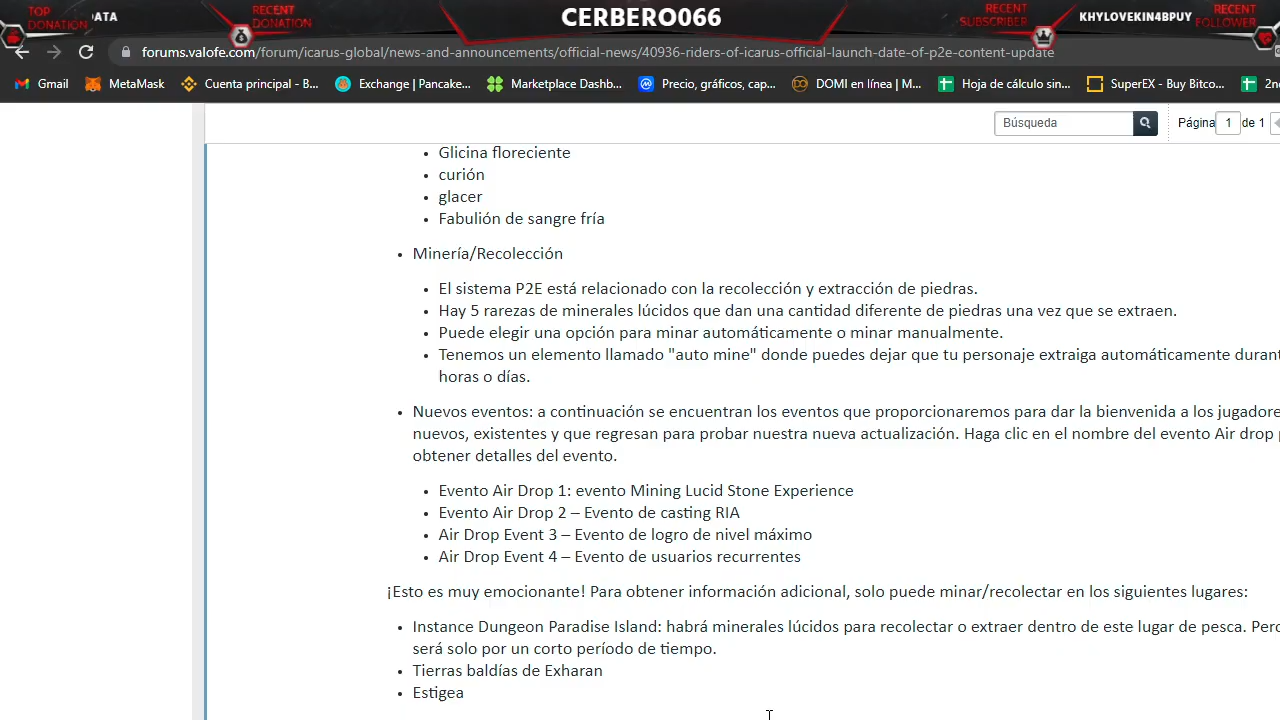 TOP
DONATION
DATA
RECENT
DONATION
CERBERO066
RECENT
SUBSCRIBER
KHYLOVEKIN4BPUY
RECENT
FOLLOWER
forums.valofe.com/forum/icarus-global/news-and-announcements/official-news/40936-riders-of-icarus-official-launch-date-of-p2e-content-update
Gmail
MetaMask
Cuenta principal - B...
Exchange | Pancake...
Marketplace Dashb...
Precio, gráficos, cap...
DOMI en línea | M...
Hoja de cálculo sin...
SuperEX - Buy Bitco...
2n
Búsqueda
Página 1 de 1
• Glicina floreciente
• curión
• glacer
• Fabulión de sangre fría
• Minería/Recolección
• El sistema P2E está relacionado con la recolección y extracción de piedras.
• Hay 5 rarezas de minerales lúcidos que dan una cantidad diferente de piedras una vez que se extraen.
• Puede elegir una opción para minar automáticamente o minar manualmente.
• Tenemos un elemento llamado "auto mine" donde puedes dejar que tu personaje extraiga automáticamente durant
horas o días.
• Nuevos eventos: a continuación se encuentran los eventos que proporcionaremos para dar la bienvenida a los jugadore
nuevos, existentes y que regresan para probar nuestra nueva actualización. Haga clic en el nombre del evento Air drop p
obtener detalles del evento.
• Evento Air Drop 1: evento Mining Lucid Stone Experience
• Evento Air Drop 2 – Evento de casting RIA
• Air Drop Event 3 – Evento de logro de nivel máximo
• Air Drop Event 4 – Evento de usuarios recurrentes
¡Esto es muy emocionante! Para obtener información adicional, solo puede minar/recolectar en los siguientes lugares:
• Instance Dungeon Paradise Island: habrá minerales lúcidos para recolectar o extraer dentro de este lugar de pesca. Perc
será solo por un corto período de tiempo.
• Tierras baldías de Exharan
• Estigea